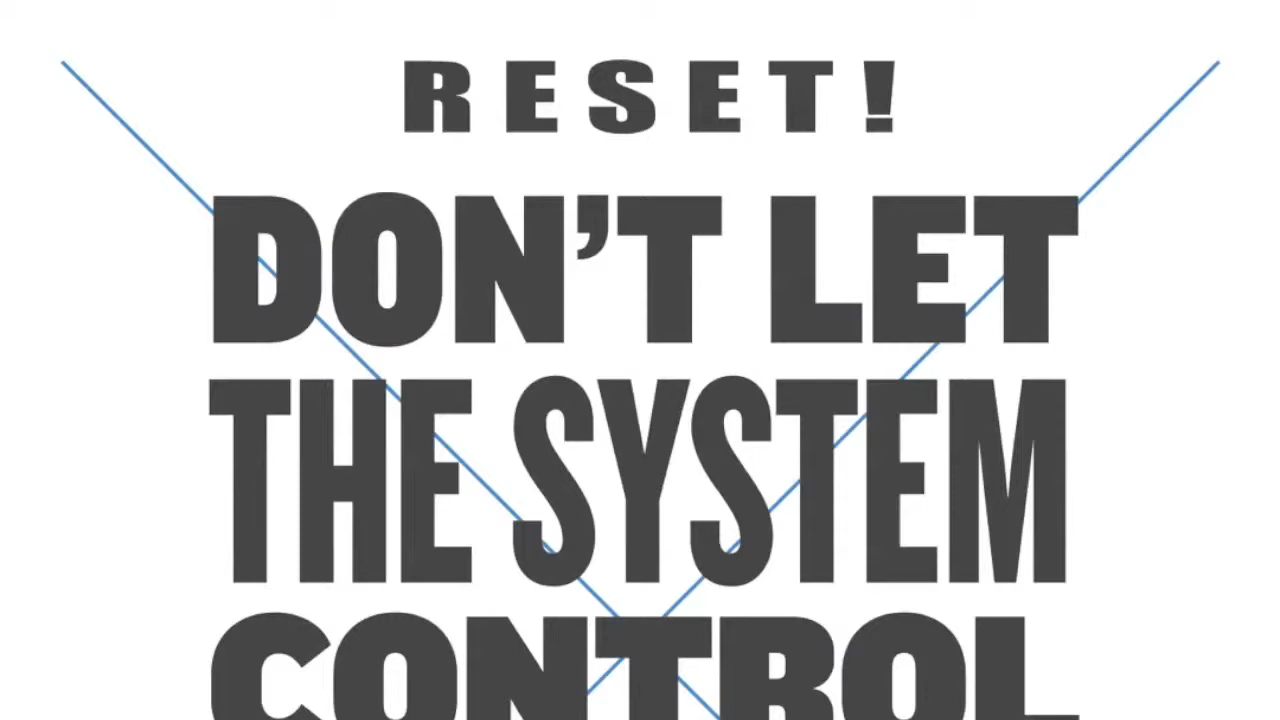 RESET!
DON’T LET
THE SYSTEM
CONTROL